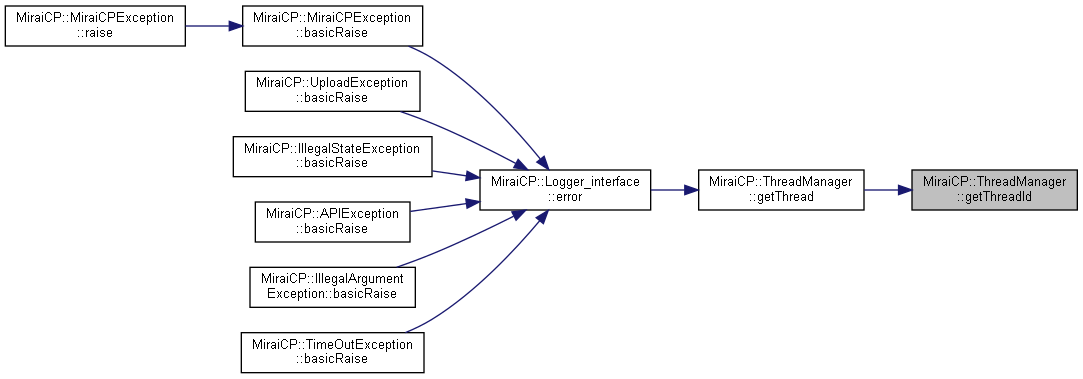 MiraiCP::MiraiCPException
::raise
MiraiCP::MiraiCPException
::basicRaise
MiraiCP::UploadException
::basicRaise
MiraiCP::IllegalStateException
::basicRaise
MiraiCP::APIException
::basicRaise
MiraiCP::IllegalArgument
Exception::basicRaise
MiraiCP::TimeOutException
::basicRaise
MiraiCP::Logger_interface
::error
MiraiCP::ThreadManager
::getThread
MiraiCP::ThreadManager
::getThreadId